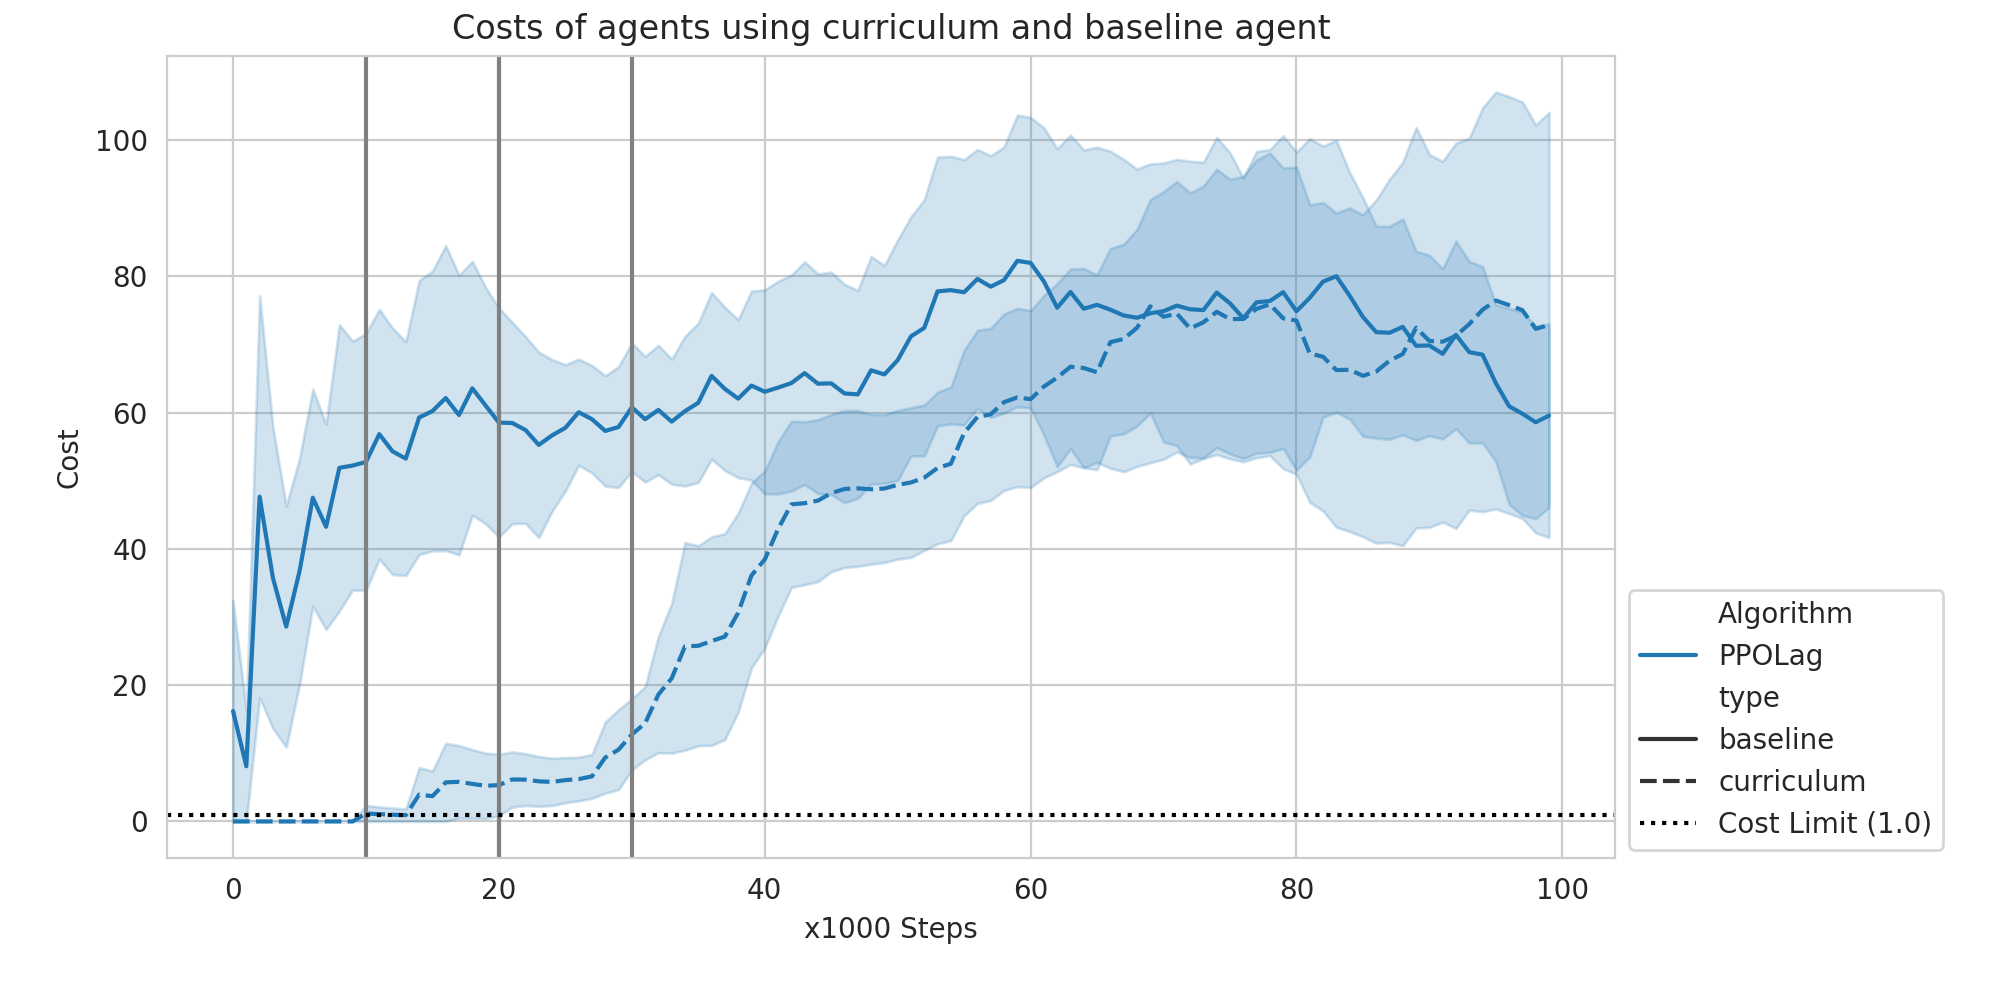 Costs of agents using curriculum and baseline agent
100
80
60
40
20
0
Cost
0
20
40
60
80
100
x1000 Steps
Algorithm
PPOLag
type
baseline
curriculum
Cost Limit (1.0)